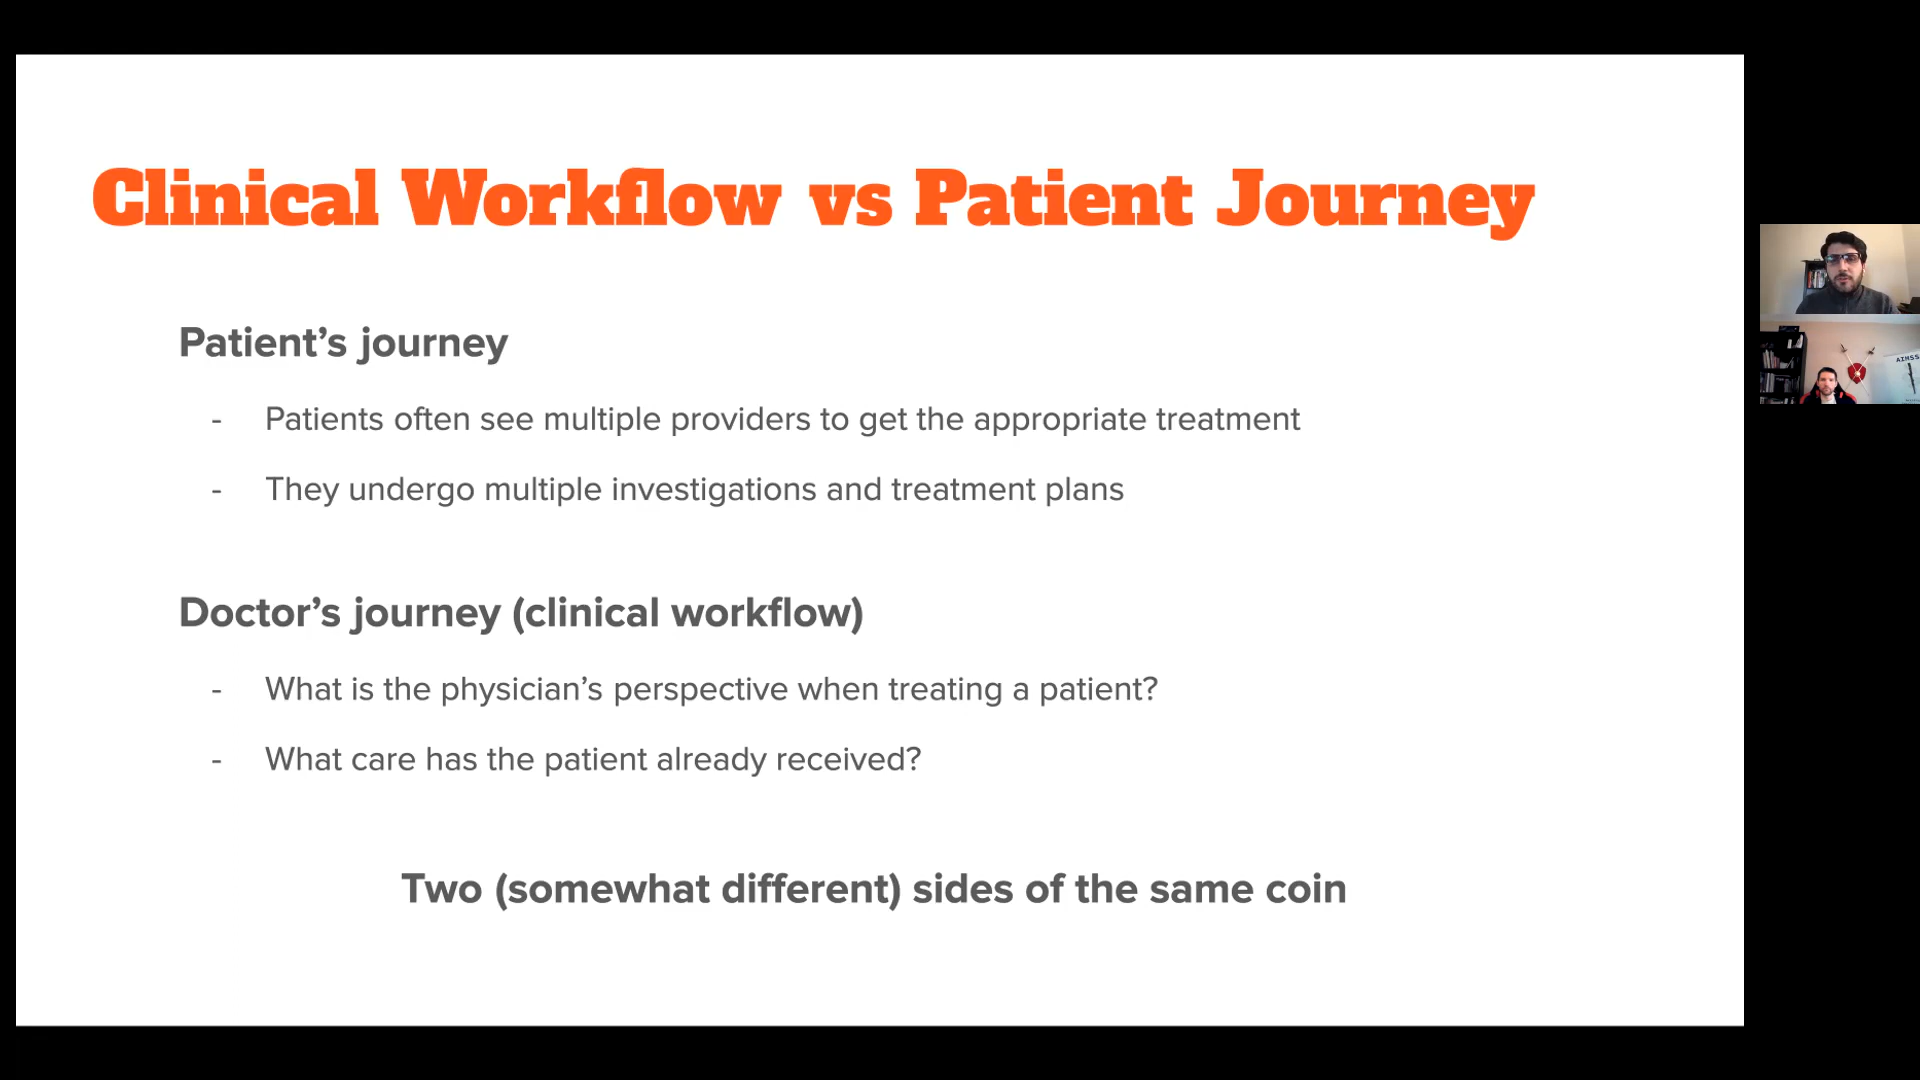 Clinical Workflow vs Patient Journey
Patient’s journey
- Patients often see multiple providers to get the appropriate treatment
- They undergo multiple investigations and treatment plans
Doctor’s journey (clinical workflow)
- What is the physician’s perspective when treating a patient?
- What care has the patient already received?
Two (somewhat different) sides of the same coin
AIMSS